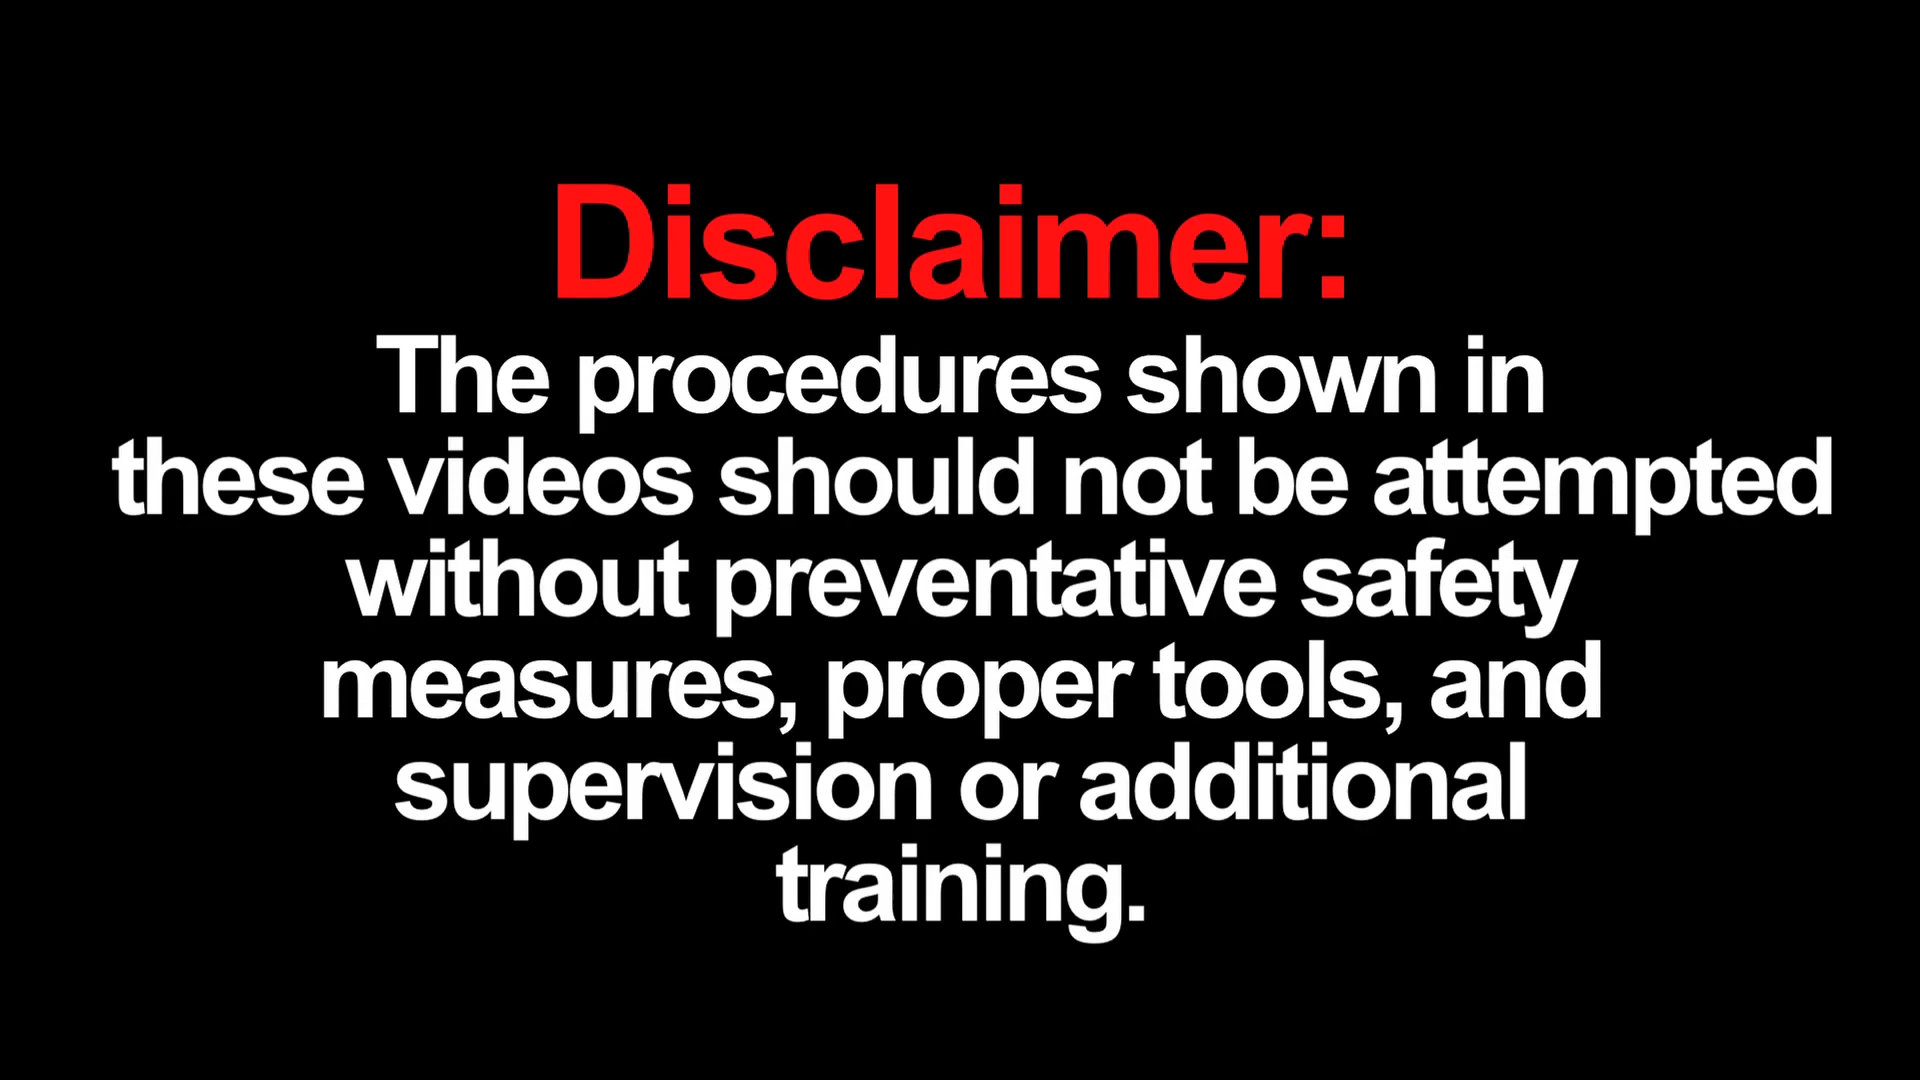 Disclaimer:
The procedures shown in
these videos should not be attempted
without preventative safety
measures, proper tools, and
supervision or additional
training.